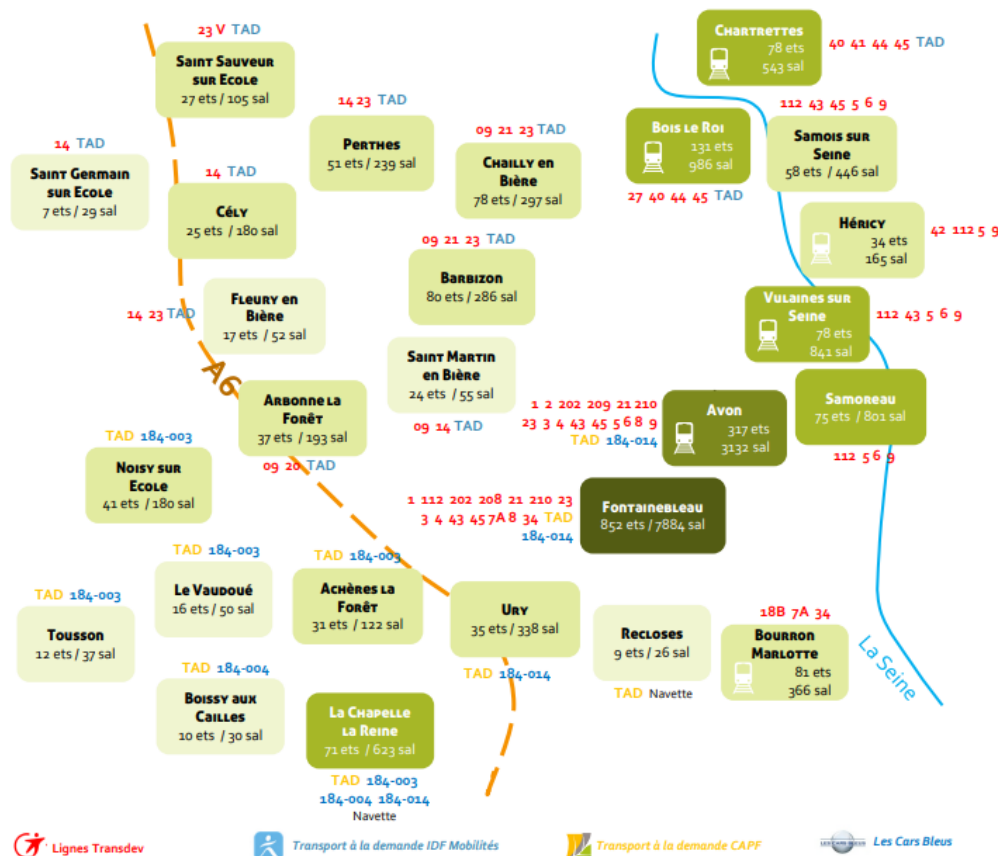 23 V TAD
Saint Sauveur
sur Ecole
27 ets / 105 sal
14 23 TAD
Perthes
51 ets / 239 sal
09 21 23 TAD
Chailly en
Bière
78 ets / 297 sal
Chartrettes
78 ets
543 sal
40 41 44 45 TAD
Bois le Roi
131 ets
986 sal
27 40 44 45 TAD
112 43 45 5 6 9
Samois sur
Seine
58 ets / 446 sal
14 TAD
Saint Germain
sur Ecole
7 ets / 29 sal
14 TAD
Cély
25 ets / 180 sal
09 21 23 TAD
Barbizon
80 ets / 286 sal
Héricy
34 ets
165 sal
42 112 5 9
14 23 TAD
Fleury en
Bière
17 ets / 52 sal
Vulaines sur
Seine
78 ets
841 sal
112 43 5 6 9
A6
Saint Martin
en Bière
24 ets / 55 sal
09 14 TAD
Arbonne la
Forêt
37 ets / 193 sal
09 20 TAD
1 2 202 209 21 210
23 3 4 43 45 5 6 8 9
TAD 184-014
Avon
317 ets
3132 sal
Samoreau
75 ets / 801 sal
112 5 6 9
TAD 184-003
Noisy sur
Ecole
41 ets / 180 sal
1 112 202 208 21 210 23
3 4 43 45 7A 8 34 TAD
184-014
Fontainebleau
852 ets / 7884 sal
TAD 184-003
Le Vaudoué
16 ets / 50 sal
TAD 184-003
Achères la
Forêt
31 ets / 122 sal
Ury
35 ets / 338 sal
TAD 184-014
TAD 184-003
Tousson
12 ets / 37 sal
Recloses
9 ets / 26 sal
TAD Navette
18B 7A 34
Bourron
Marlotte
81 ets
366 sal
La Seine
TAD 184-004
Boissy aux
Cailles
10 ets / 30 sal
La Chapelle
la Reine
71 ets / 623 sal
TAD 184-003
184-004 184-014
Navette
Lignes Transdev
Transport à la demande IDF Mobilités
Transport à la demande CAPF
LES CARS BLEUS
Les Cars Bleus